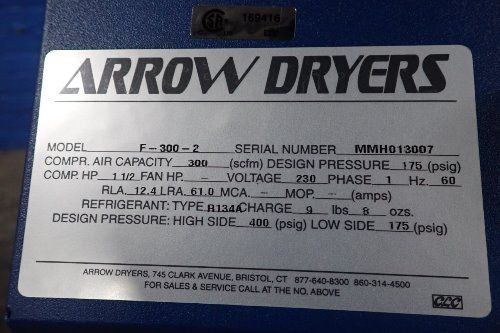 169416
ARROW DRYERS
MODEL F-300-2 SERIAL NUMBER MMH013007
COMPR. AIR CAPACITY 300 (scfm) DESIGN PRESSURE 175 (psig)
COMP. HP 1 1/2 FAN HP. - VOLTAGE 230 PHASE 1 Hz. 60
RLA. 12.4 LRA. 61.0 MCA. - MOP. - (amps)
REFRIGERANT: TYPE R134A CHARGE 9 lbs 8 ozs.
DESIGN PRESSURE: HIGH SIDE 400 (psig) LOW SIDE 175 (psig)
ARROW DRYERS, 745 CLARK AVENUE, BRISTOL, CT 877-640-8300 860-314-4500
FOR SALES & SERVICE CALL AT THE NO. ABOVE